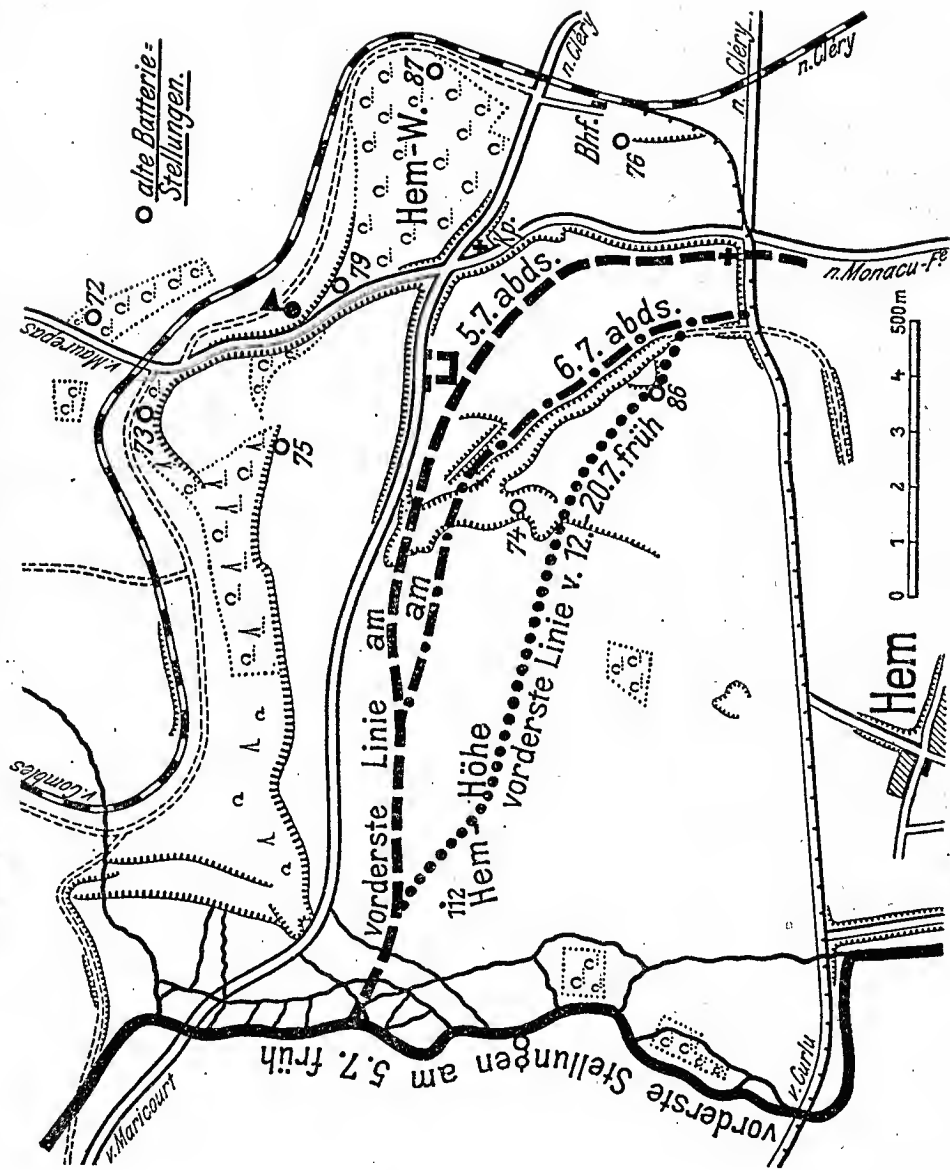 alte Batterie=
Stellungen.
v. Maurepas
72
73
75
79
Hem-W.
87
n. Cléry
Kp.
Bhf.
76
n. Cléry
n. Cléry
n. Monacu-Fe
v. Combles
v. Maricourt
vorderste Stellungen am 5.7. früh
vorderste Linie am 5.7. abds.
am 6.7. abds.
112
Hem-Höhe
vorderste Linie v. 12.-20.7. früh
74
86
v. Curlu
Hem
0 1 2 3 4 500 m